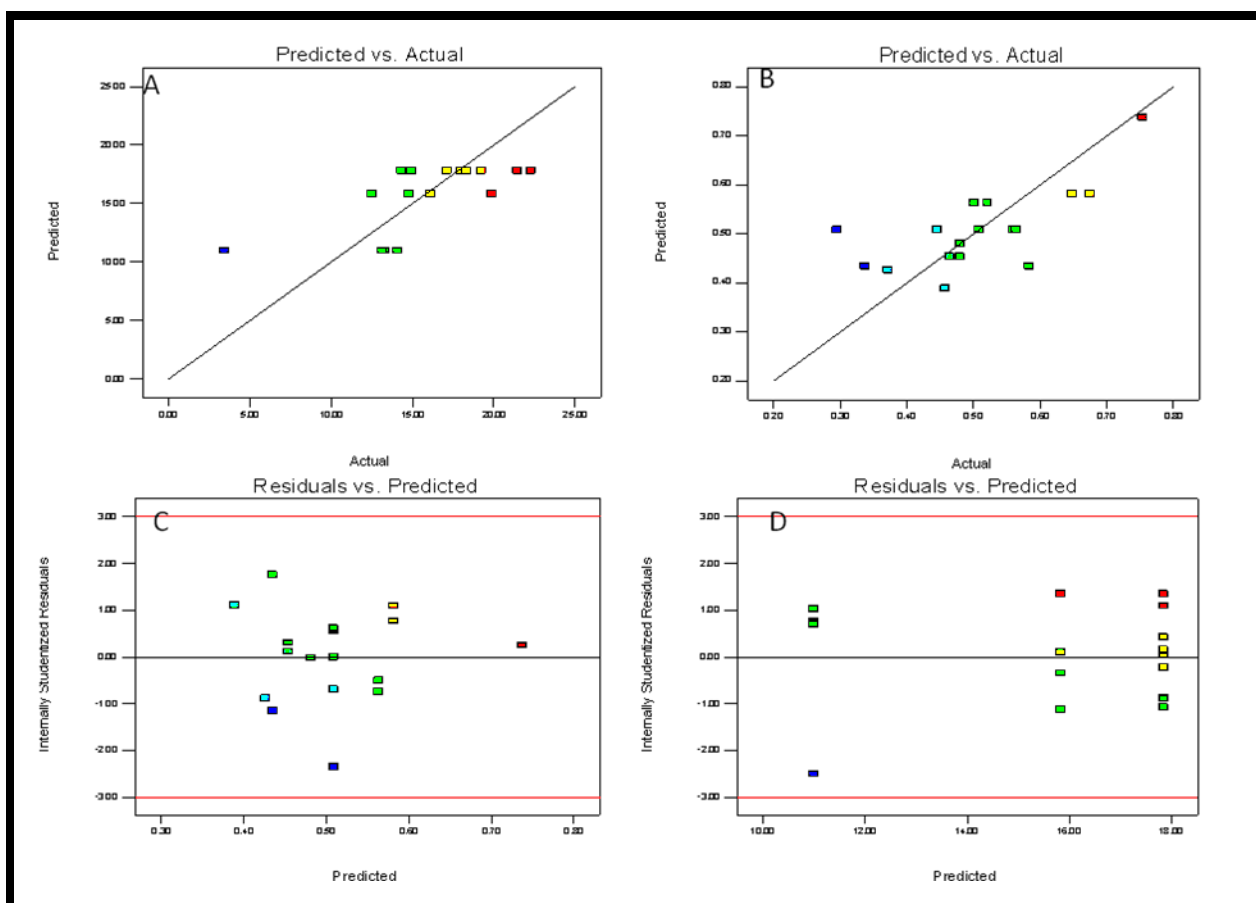 Predicted vs. Actual
A
25.00
20.00
15.00
10.00
5.00
0.00
Predicted
0.00 5.00 10.00 15.00 20.00 25.00
Actual
Predicted vs. Actual
B
0.80
0.70
0.60
0.50
0.40
0.30
0.20
Predicted
0.20 0.30 0.40 0.50 0.60 0.70 0.80
Actual
Residuals vs. Predicted
C
3.00
2.00
1.00
0.00
-1.00
-2.00
-3.00
Internally Studentized Residuals
0.30 0.40 0.50 0.60 0.70 0.80
Predicted
Residuals vs. Predicted
D
3.00
2.00
1.00
0.00
-1.00
-2.00
-3.00
Internally Studentized Residuals
10.00 12.00 14.00 16.00 18.00
Predicted